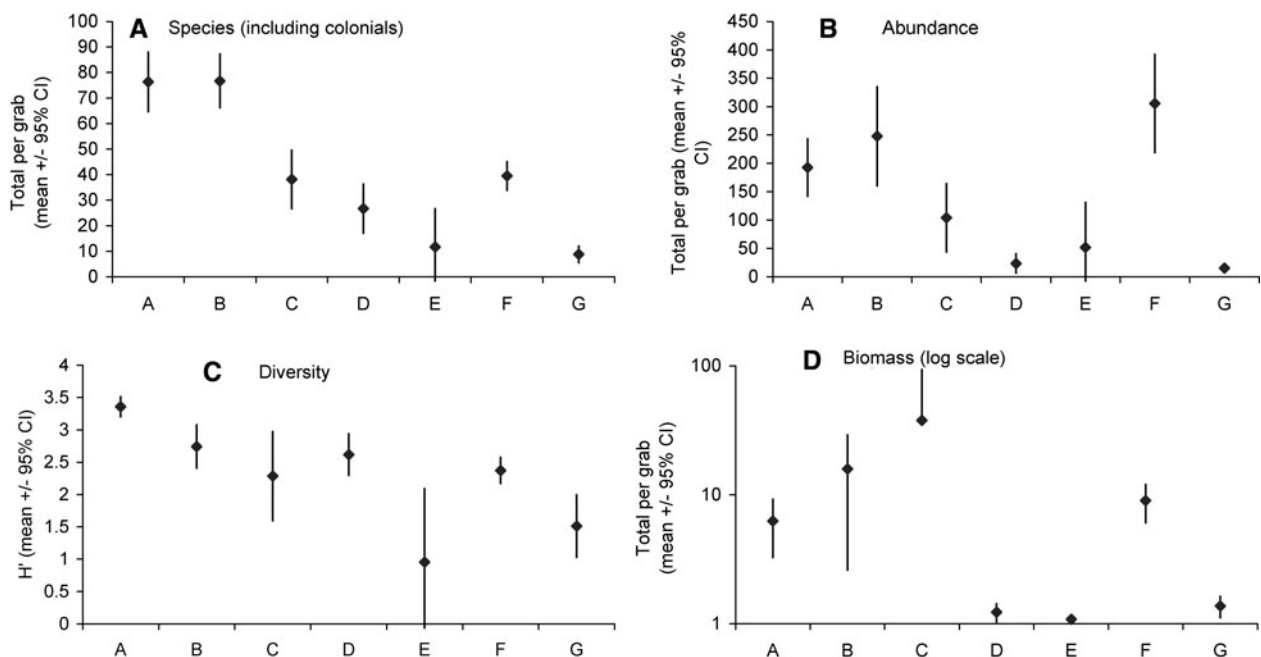 A Species (including colonials)
Total per grab
(mean +/- 95% CI)
100
90
80
70
60
50
40
30
20
10
0
A B C D E F G
B Abundance
Total per grab (mean +/- 95%
CI)
450
400
350
300
250
200
150
100
50
0
A B C D E F G
C Diversity
H' (mean +/- 95% CI)
4
3.5
3
2.5
2
1.5
1
0.5
0
A B C D E F G
D Biomass (log scale)
Total per grab
(mean +/- 95% CI)
100
10
1
A B C D E F G